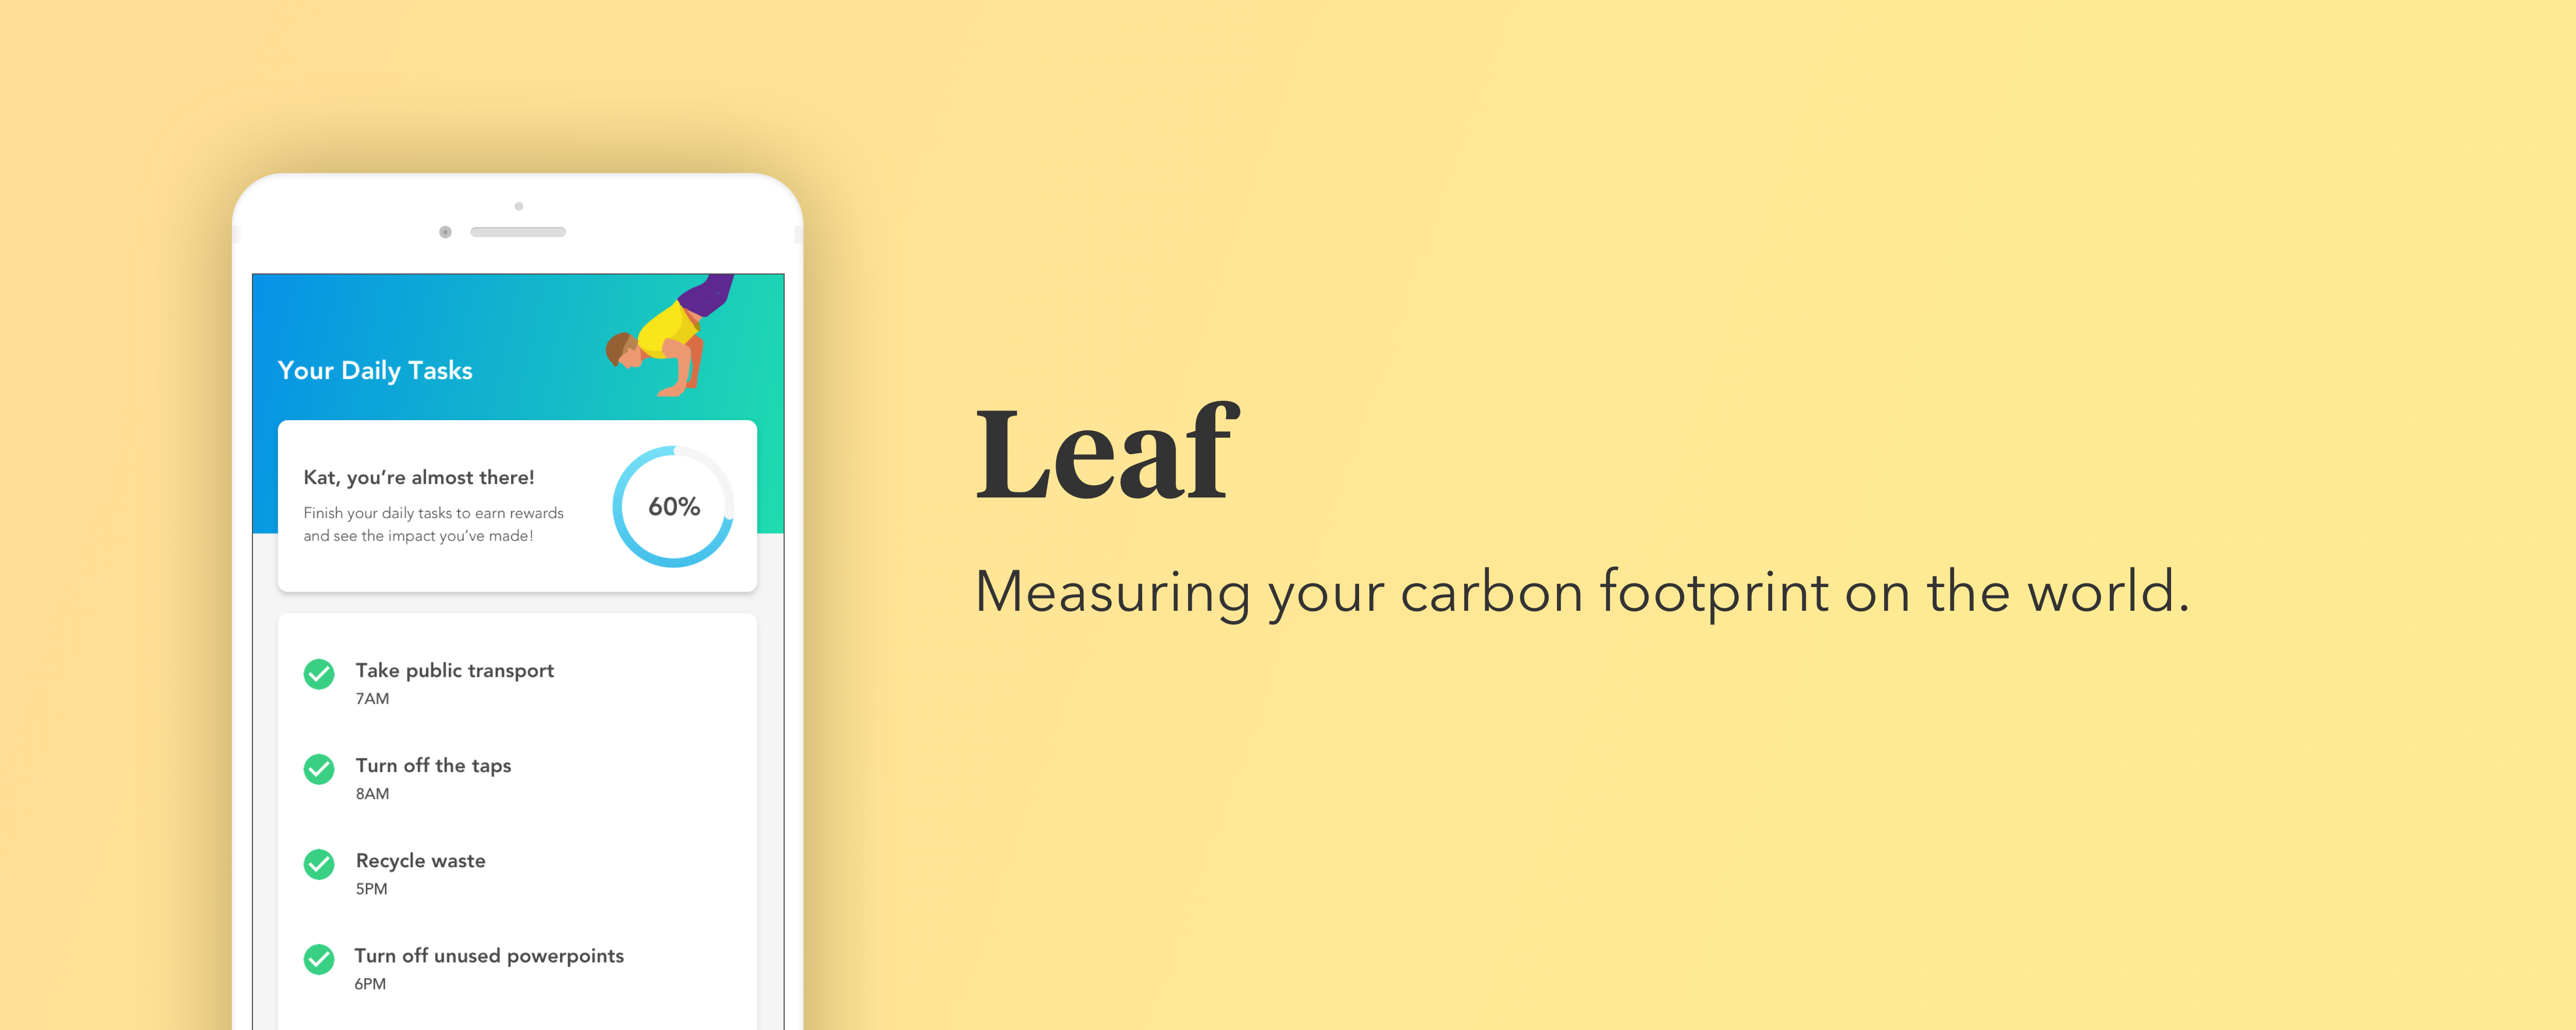 Your Daily Tasks
Kat, you’re almost there!
Finish your daily tasks to earn rewards
and see the impact you’ve made!
60%
Take public transport
7AM
Turn off the taps
8AM
Recycle waste
5PM
Turn off unused powerpoints
6PM
Leaf
Measuring your carbon footprint on the world.